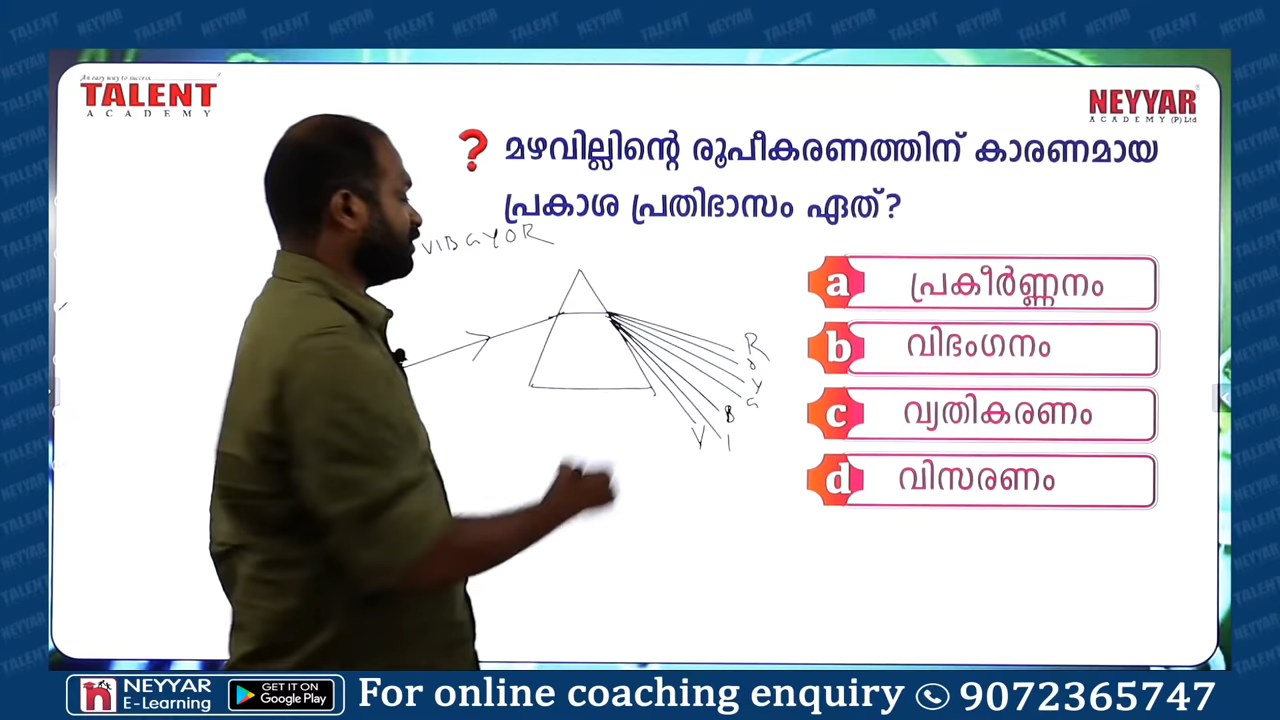 An easy way to success...
TALENT
ACADEMY
NEYYAR
ACADEMY (P) Ltd
? മഴവില്ലിന്റെ രൂപീകരണത്തിന് കാരണമായ
പ്രകാശ പ്രതിഭാസം ഏത്?
VIBGYOR
a പ്രകീർണ്ണനം
b വിഭംഗനം
c വ്യതികരണം
d വിസരണം
R
O
Y
G
B
I
V
NEYYAR
E-Learning
GET IT ON
Google Play
For online coaching enquiry 9072365747